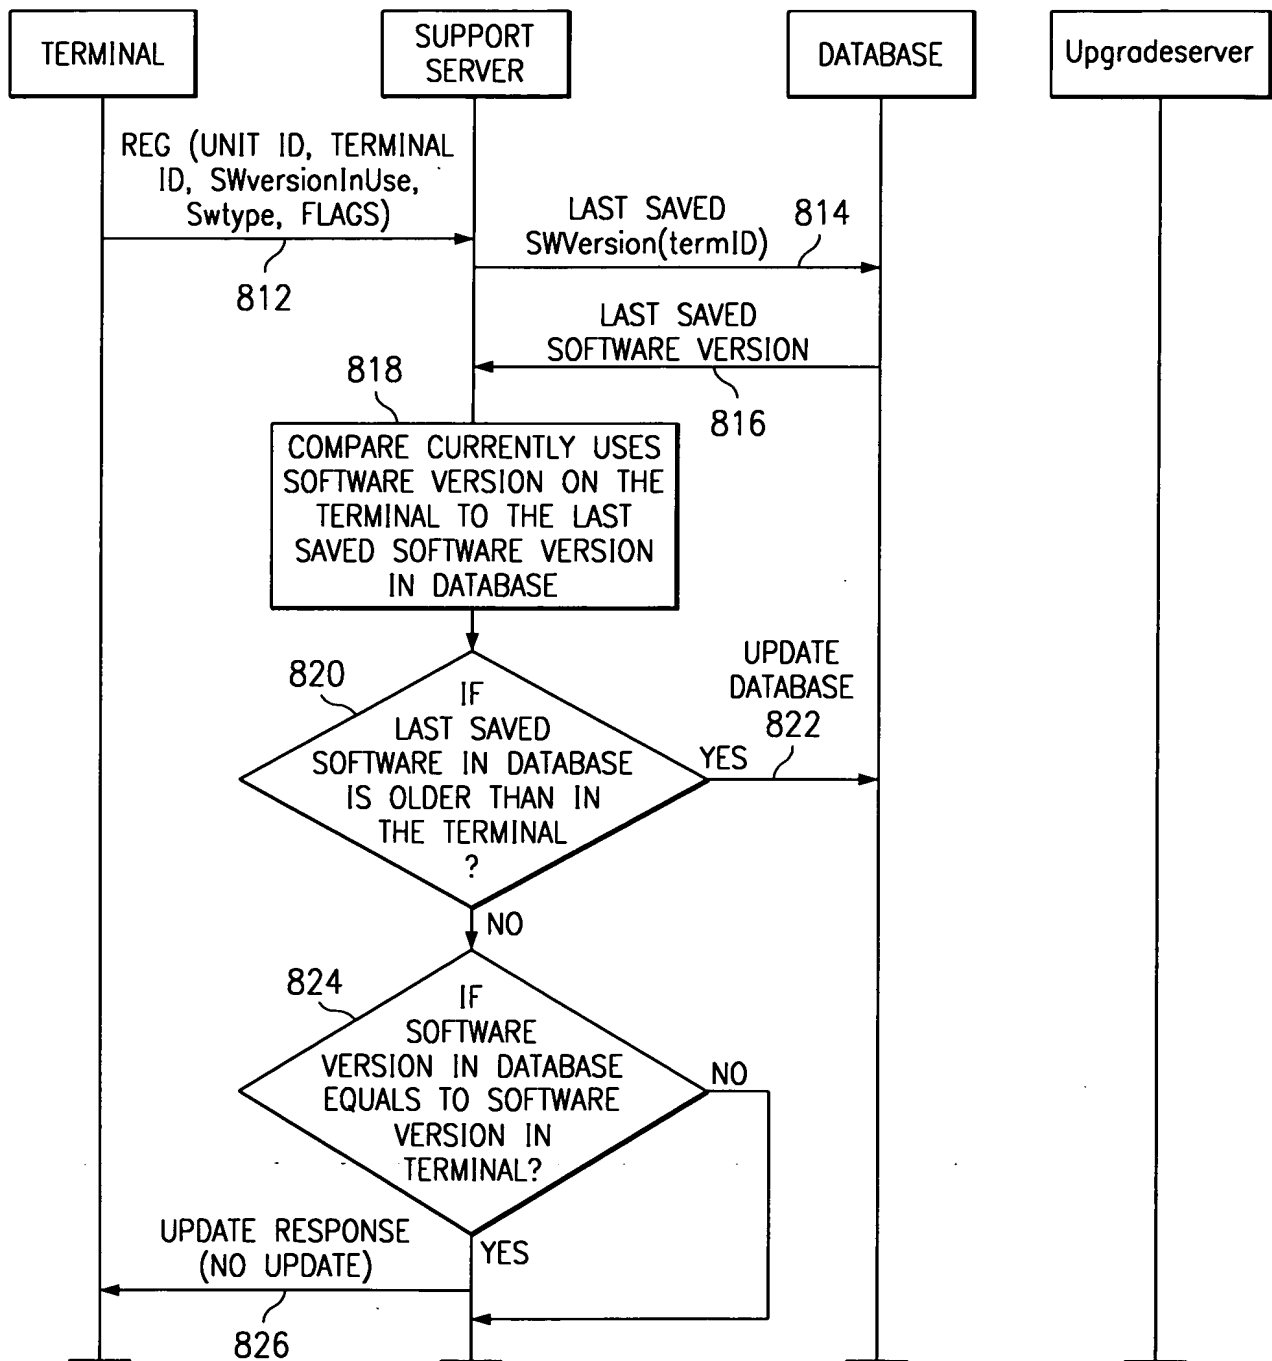 TERMINAL
SUPPORT
SERVER
DATABASE
Upgradeserver
REG (UNIT ID, TERMINAL
ID, SWversionInUse,
Swtype, FLAGS)
812
LAST SAVED
SWVersion(termID)
814
LAST SAVED
SOFTWARE VERSION
816
818
COMPARE CURRENTLY USES
SOFTWARE VERSION ON THE
TERMINAL TO THE LAST
SAVED SOFTWARE VERSION
IN DATABASE
820
IF
LAST SAVED
SOFTWARE IN DATABASE
IS OLDER THAN IN
THE TERMINAL
?
YES
UPDATE
DATABASE
822
NO
824
IF
SOFTWARE
VERSION IN DATABASE
EQUALS TO SOFTWARE
VERSION IN
TERMINAL?
NO
YES
UPDATE RESPONSE
(NO UPDATE)
826